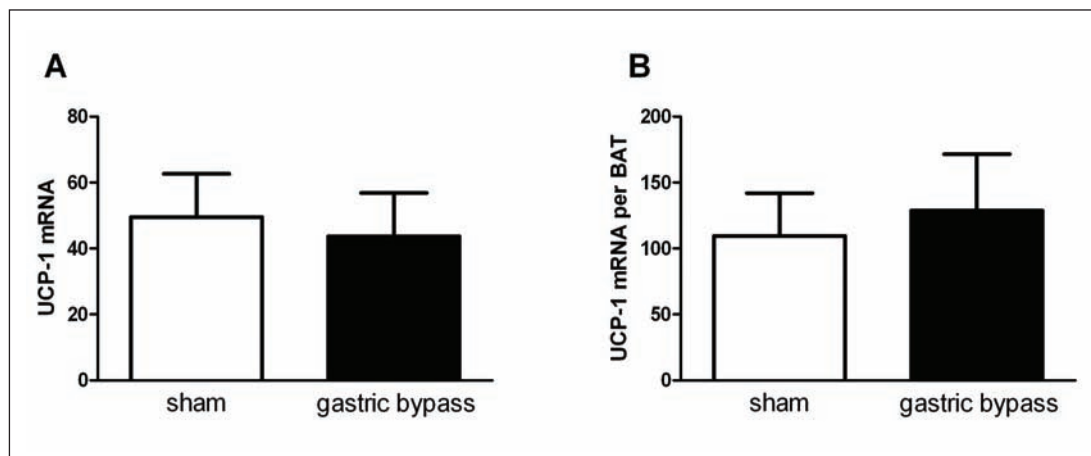 A
80
60
40
20
0
UCP-1 mRNA
sham
gastric bypass
B
200
150
100
50
0
UCP-1 mRNA per BAT
sham
gastric bypass